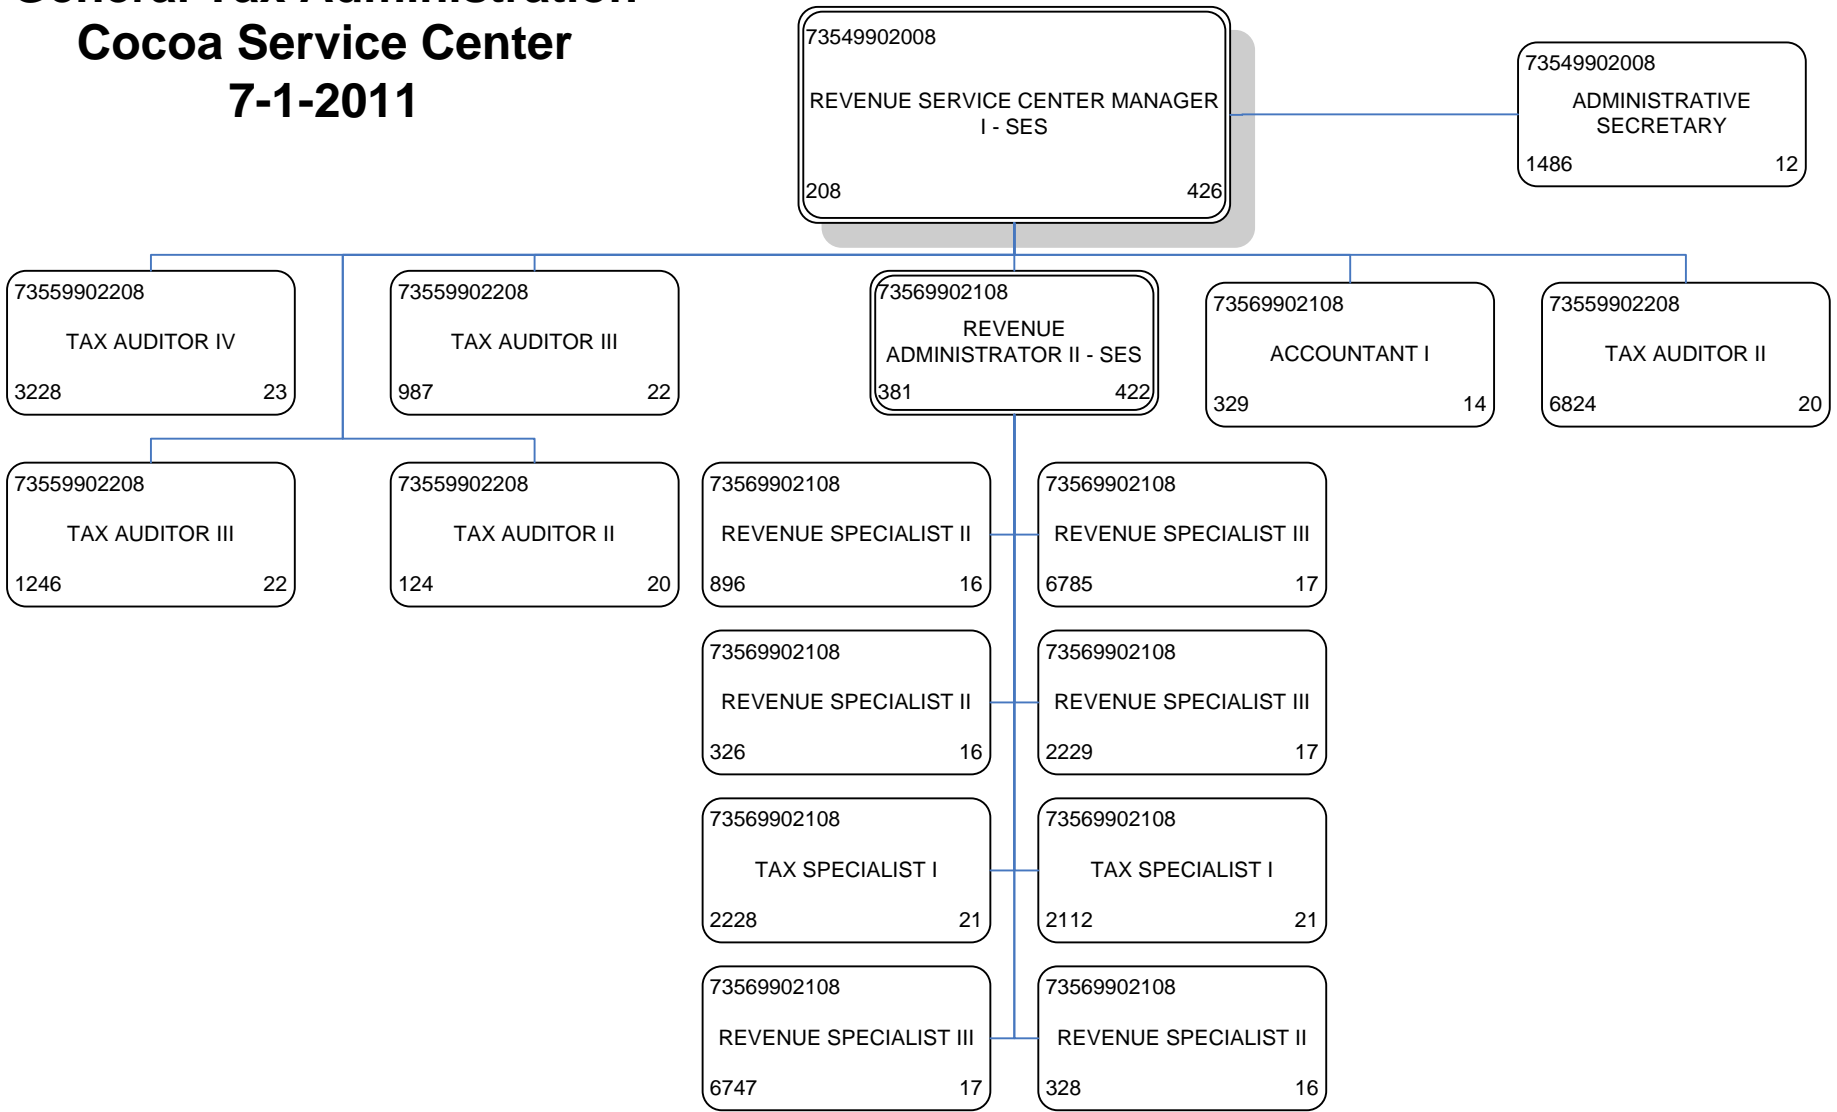 General Tax Administration
Cocoa Service Center
7-1-2011
73549902008
REVENUE SERVICE CENTER MANAGER
I - SES
208 426
73549902008
ADMINISTRATIVE
SECRETARY
1486 12
73559902208
TAX AUDITOR IV
3228 23
73559902208
TAX AUDITOR III
987 22
73569902108
REVENUE
ADMINISTRATOR II - SES
381 422
73569902108
ACCOUNTANT I
329 14
73559902208
TAX AUDITOR II
6824 20
73559902208
TAX AUDITOR III
1246 22
73559902208
TAX AUDITOR II
124 20
73569902108
REVENUE SPECIALIST II
896 16
73569902108
REVENUE SPECIALIST III
6785 17
73569902108
REVENUE SPECIALIST II
326 16
73569902108
REVENUE SPECIALIST III
2229 17
73569902108
TAX SPECIALIST I
2228 21
73569902108
TAX SPECIALIST I
2112 21
73569902108
REVENUE SPECIALIST III
6747 17
73569902108
REVENUE SPECIALIST II
328 16